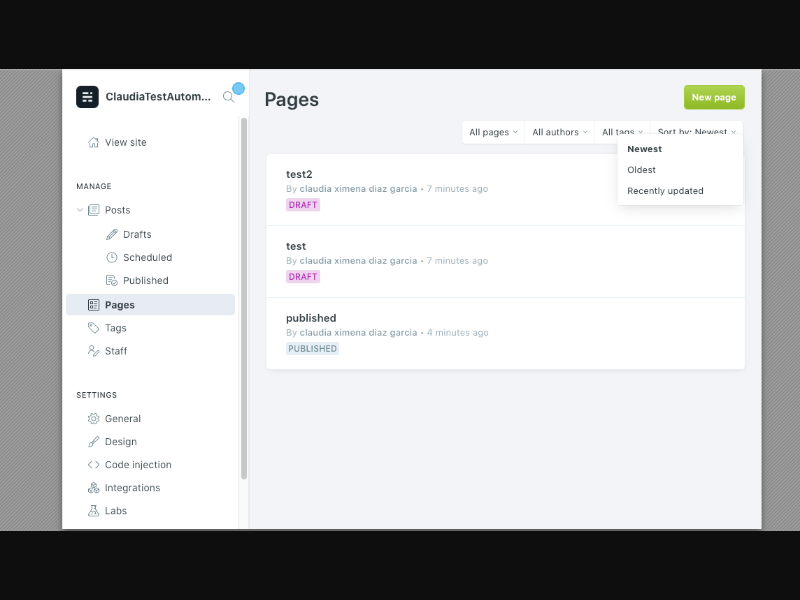 ClaudiaTestAutom...
View site
MANAGE
Posts
Drafts
Scheduled
Published
Pages
Tags
Staff
SETTINGS
General
Design
Code injection
Integrations
Labs
Pages
New page
All pages
All authors
All tags
Sort by: Newest
Newest
Oldest
Recently updated
test2
By claudia ximena diaz garcia • 7 minutes ago
DRAFT
test
By claudia ximena diaz garcia • 7 minutes ago
DRAFT
published
By claudia ximena diaz garcia • 4 minutes ago
PUBLISHED